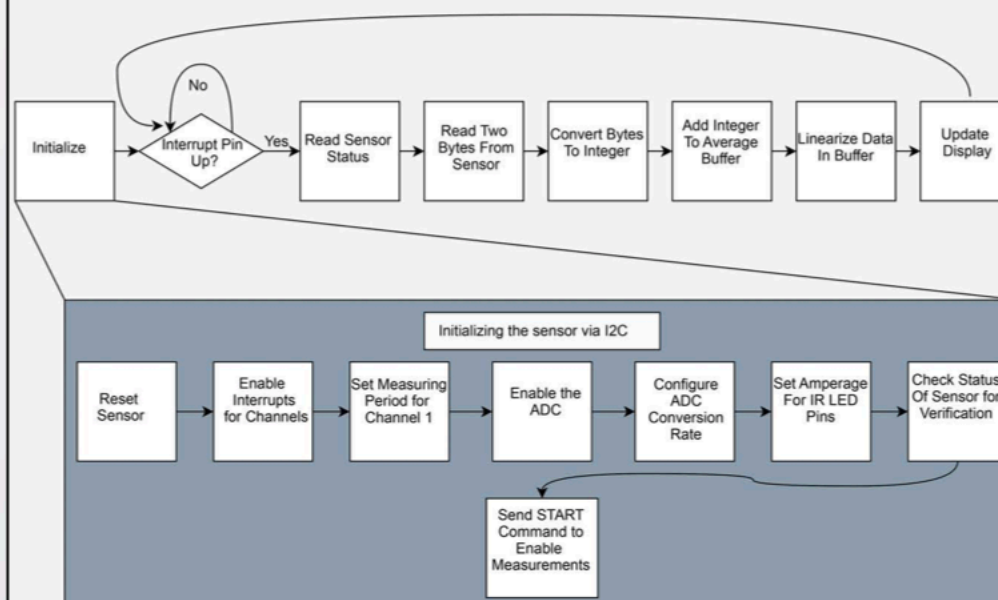 No
Initialize
Interrupt Pin
Up?
Yes
Read Sensor
Status
Read Two
Bytes From
Sensor
Convert Bytes
To Integer
Add Integer
To Average
Buffer
Linearize Data
In Buffer
Update
Display
Initializing the sensor via I2C
Reset
Sensor
Enable
Interrupts
for Channels
Set Measuring
Period for
Channel 1
Enable the
ADC
Configure
ADC
Conversion
Rate
Set Amperage
For IR LED
Pins
Check Status
Of Sensor for
Verification
Send START
Command to
Enable
Measurements